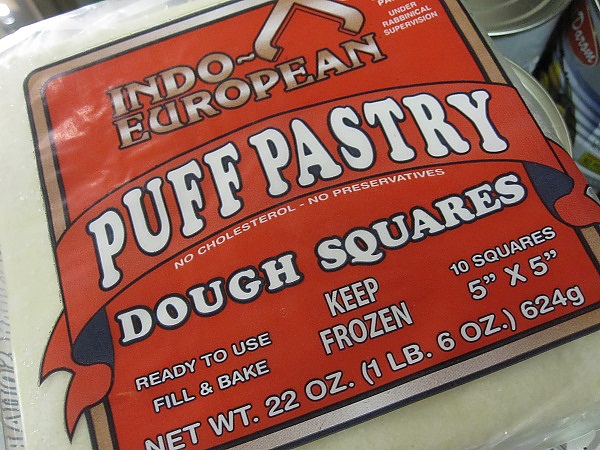 UNDER
RABBINICAL
SUPERVISION
INDO-
EUROPEAN
PUFF PASTRY
NO CHOLESTEROL - NO PRESERVATIVES
DOUGH SQUARES
READY TO USE
FILL & BAKE
KEEP
FROZEN
10 SQUARES
5” X 5”
NET WT. 22 OZ. (1 LB. 6 OZ.) 624g